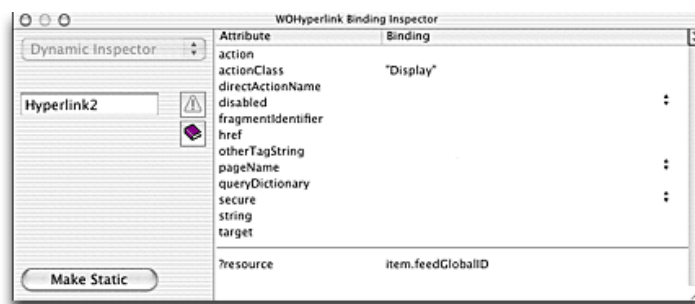 WOHyperlink Binding Inspector
Dynamic Inspector
Attribute Binding
action
actionClass "Display"
directActionName
Hyperlink2
disabled
fragmentIdentifier
href
otherTagString
pageName
queryDictionary
secure
string
target
?resource item.feedGlobalID
Make Static